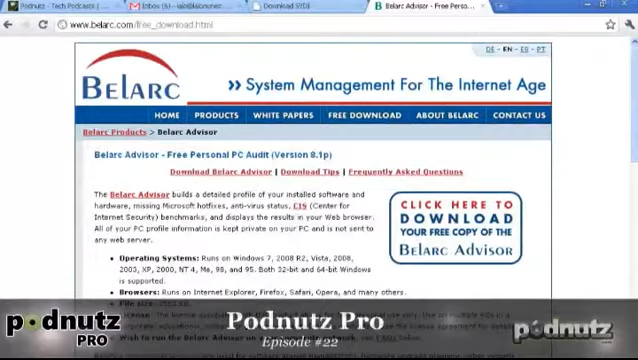 Podnutz - Tech Podcasts
Download SYDI
Belarc Advisor - Free Perso...
www.belarc.com/free_download.html
DE - EN - ES - PT
BELARC
System Management For The Internet Age
HOME PRODUCTS WHITE PAPERS FREE DOWNLOAD ABOUT BELARC CONTACT US
Belarc Products > Belarc Advisor
Belarc Advisor - Free Personal PC Audit (Version 8.1p)
Download Belarc Advisor | Download Tips | Frequently Asked Questions
The Belarc Advisor builds a detailed profile of your installed software and
hardware, missing Microsoft hotfixes, anti-virus status, CIS (Center for
Internet Security) benchmarks, and displays the results in your Web browser.
All of your PC profile information is kept private on your PC and is not sent to
any web server.
CLICK HERE TO
DOWNLOAD
YOUR FREE COPY OF THE
BELARC ADVISOR
• Operating Systems: Runs on Windows 7, 2008 R2, Vista, 2008,
2003, XP, 2000, NT 4, Me, 98, and 95. Both 32-bit and 64-bit Windows
is supported.
• Browsers: Runs on Internet Explorer, Firefox, Safari, Opera, and many others.
• File size:
podnutz
PRO
Podnutz Pro
Episode #22
podnutz